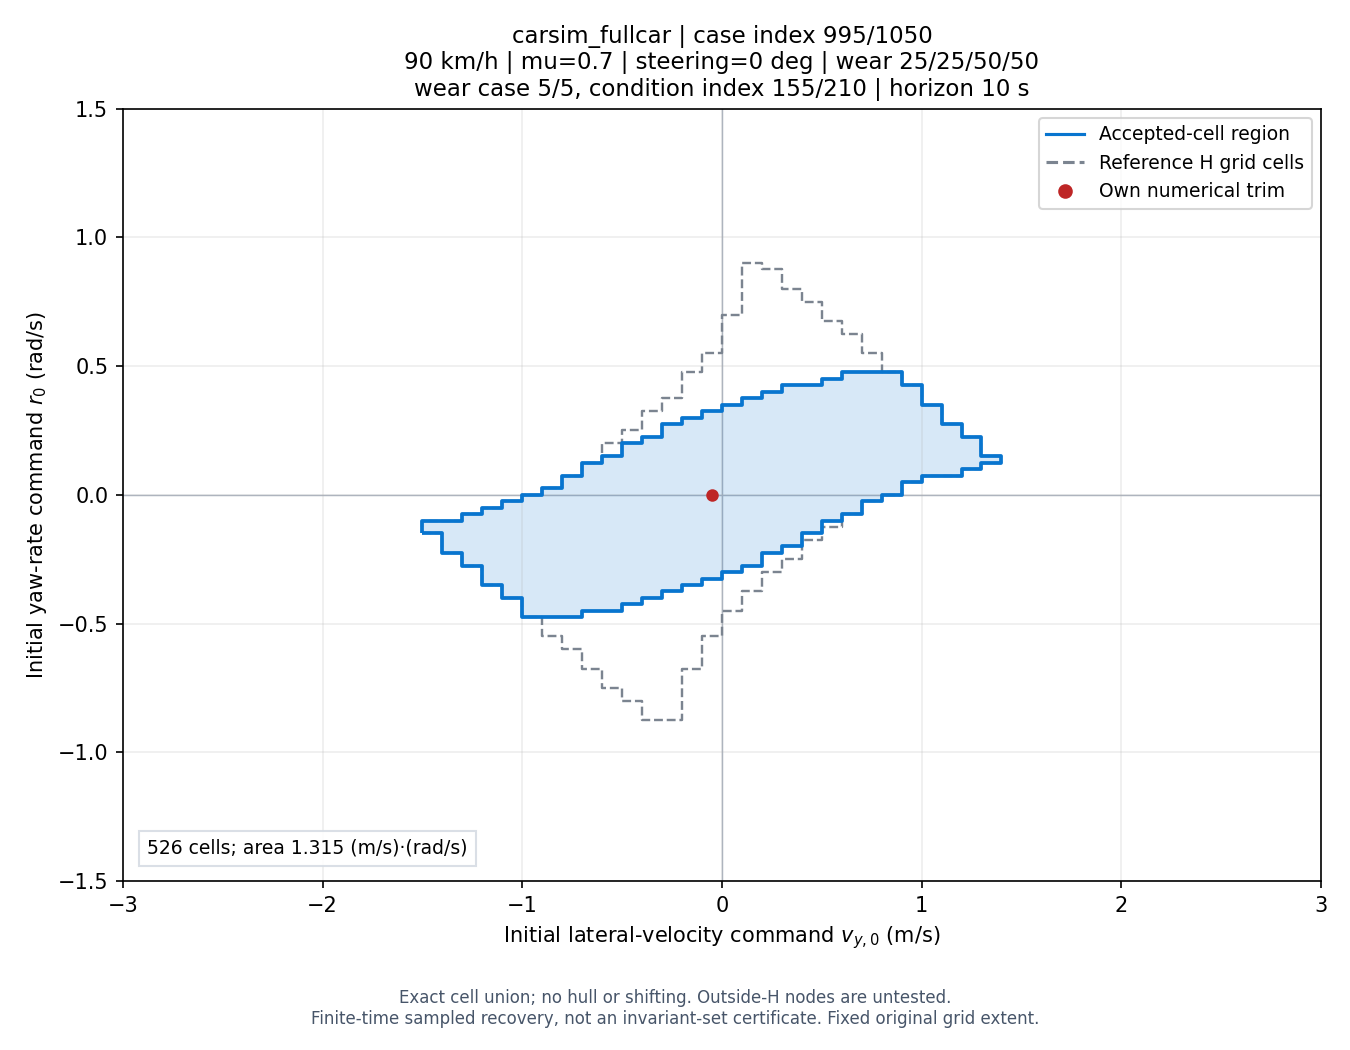 carsim_fullcar | case index 995/1050
90 km/h | mu=0.7 | steering=0 deg | wear 25/25/50/50
wear case 5/5, condition index 155/210 | horizon 10 s
Accepted-cell region
Reference H grid cells
Own numerical trim
Initial yaw-rate command r₀ (rad/s)
1.5
1.0
0.5
0.0
−0.5
−1.0
−1.5
526 cells; area 1.315 (m/s)·(rad/s)
−3
−2
−1
0
1
2
3
Initial lateral-velocity command v_{y,0} (m/s)
Exact cell union; no hull or shifting. Outside-H nodes are untested.
Finite-time sampled recovery, not an invariant-set certificate. Fixed original grid extent.